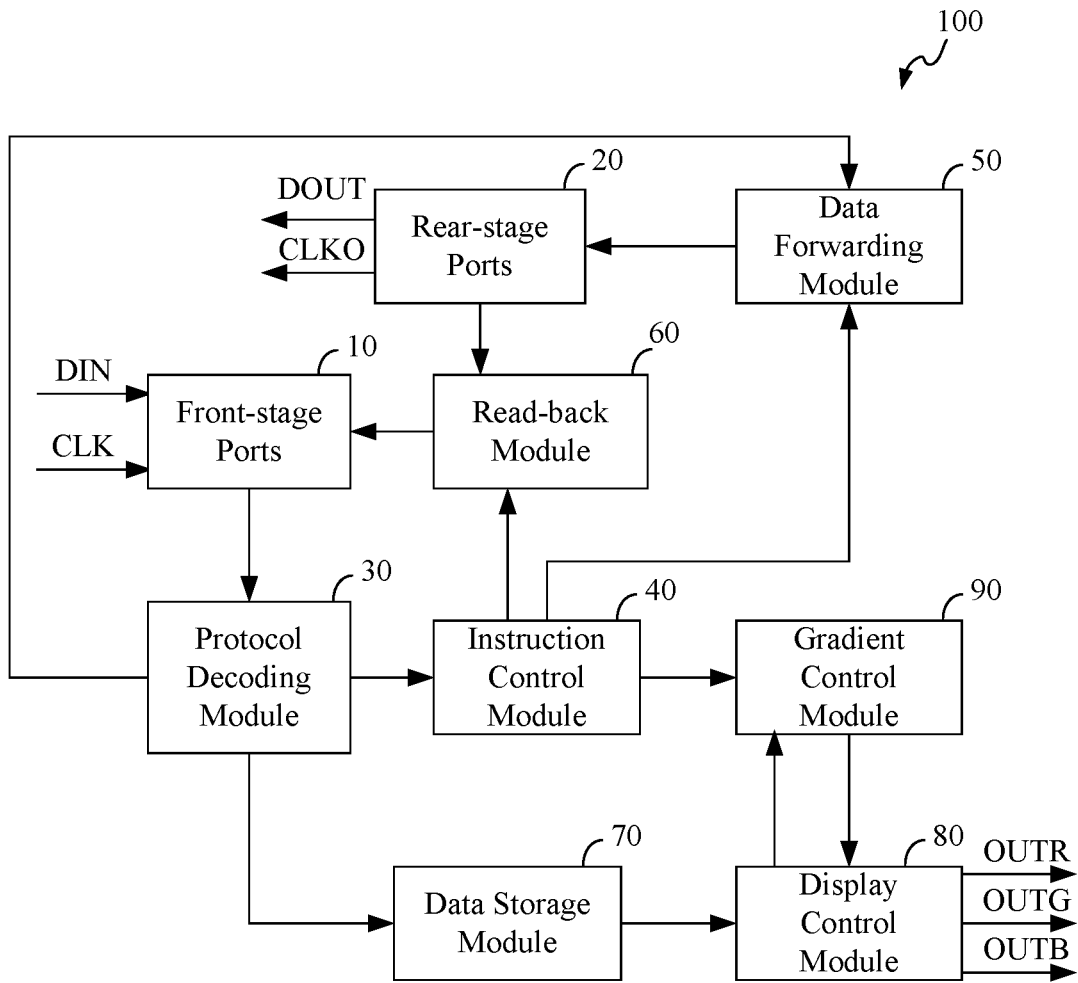 100
20
50
DOUT
CLKO
Rear-stage
Ports
Data
Forwarding
Module
10
60
DIN
CLK
Front-stage
Ports
Read-back
Module
30
40
90
Protocol
Decoding
Module
Instruction
Control
Module
Gradient
Control
Module
70
80
Data Storage
Module
Display
Control
Module
OUTR
OUTG
OUTB